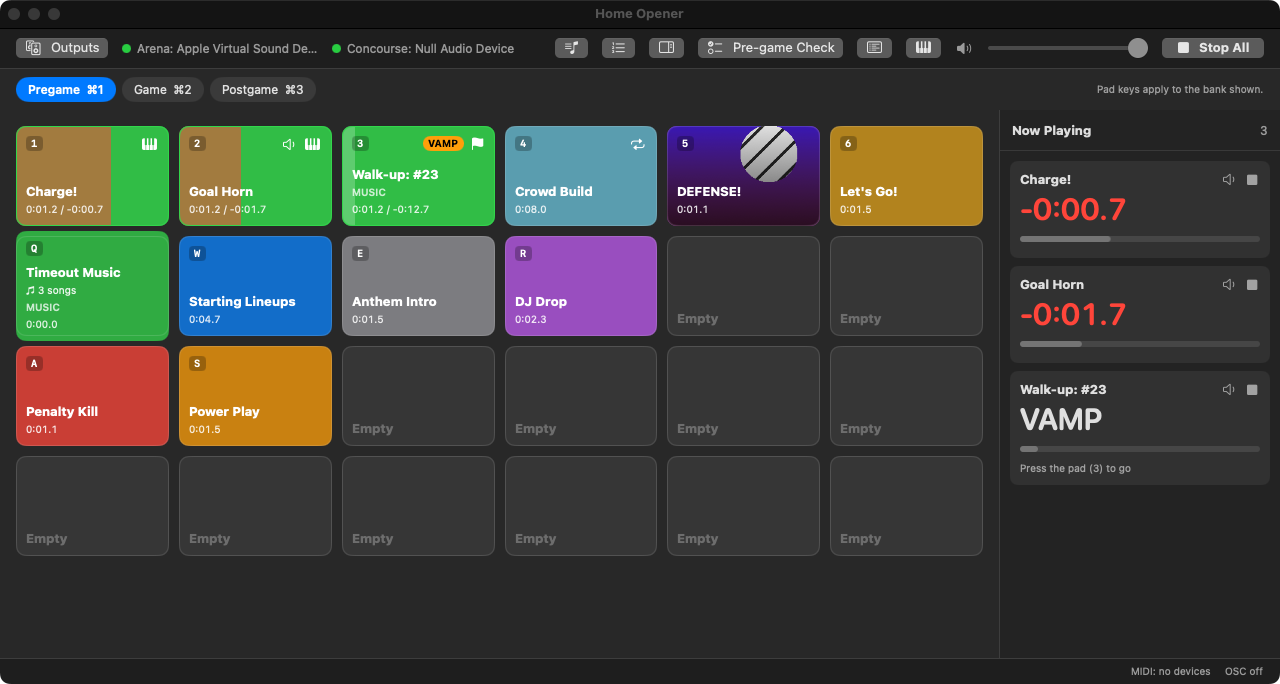 Home Opener
Outputs
Arena: Apple Virtual Sound De...
Concourse: Null Audio Device
Pre-game Check
Stop All
Pregame ⌘1
Game ⌘2
Postgame ⌘3
Pad keys apply to the bank shown.
1
Charge!
0:01.2 / -0:00.7
2
Goal Horn
0:01.2 / -0:01.7
3
VAMP
Walk-up: #23
MUSIC
0:01.2 / -0:12.7
4
Crowd Build
0:08.0
5
DEFENSE!
0:01.1
6
Let's Go!
0:01.5
Q
Timeout Music
3 songs
MUSIC
0:00.0
W
Starting Lineups
0:04.7
E
Anthem Intro
0:01.5
R
DJ Drop
0:02.3
Empty
Empty
A
Penalty Kill
0:01.1
S
Power Play
0:01.5
Empty
Empty
Empty
Empty
Empty
Empty
Empty
Empty
Empty
Empty
Now Playing
3
Charge!
-0:00.7
Goal Horn
-0:01.7
Walk-up: #23
VAMP
Press the pad (3) to go
MIDI: no devices
OSC off